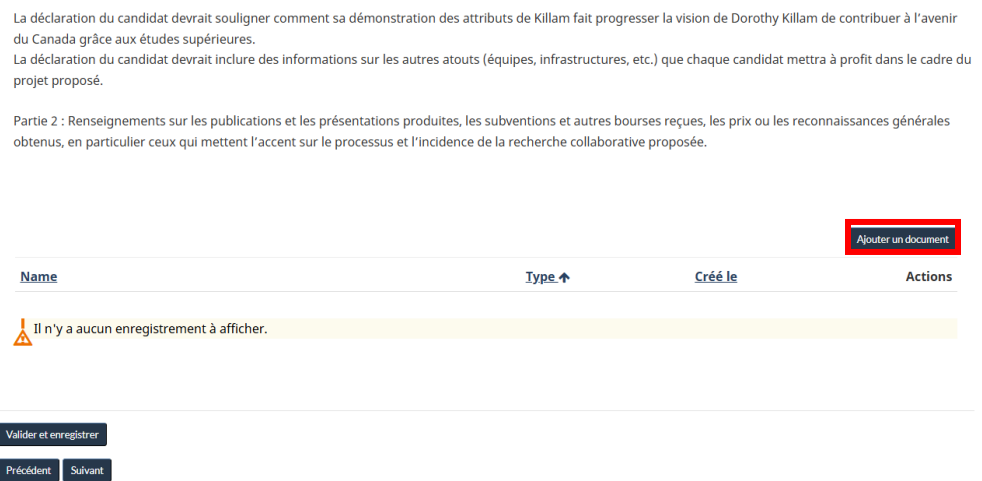 La déclaration du candidat devrait souligner comment sa démonstration des attributs de Killam fait progresser la vision de Dorothy Killam de contribuer à l'avenir
du Canada grâce aux études supérieures.
La déclaration du candidat devrait inclure des informations sur les autres atouts (équipes, infrastructures, etc.) que chaque candidat mettra à profit dans le cadre du
projet proposé.
Partie 2 : Renseignements sur les publications et les présentations produites, les subventions et autres bourses reçues, les prix ou les reconnaissances générales
obtenus, en particulier ceux qui mettent l'accent sur le processus et l'incidence de la recherche collaborative proposée.
Ajouter un document
Name Type Créé le Actions
Il n'y a aucun enregistrement à afficher.
Valider et enregistrer
Précédent Suivant